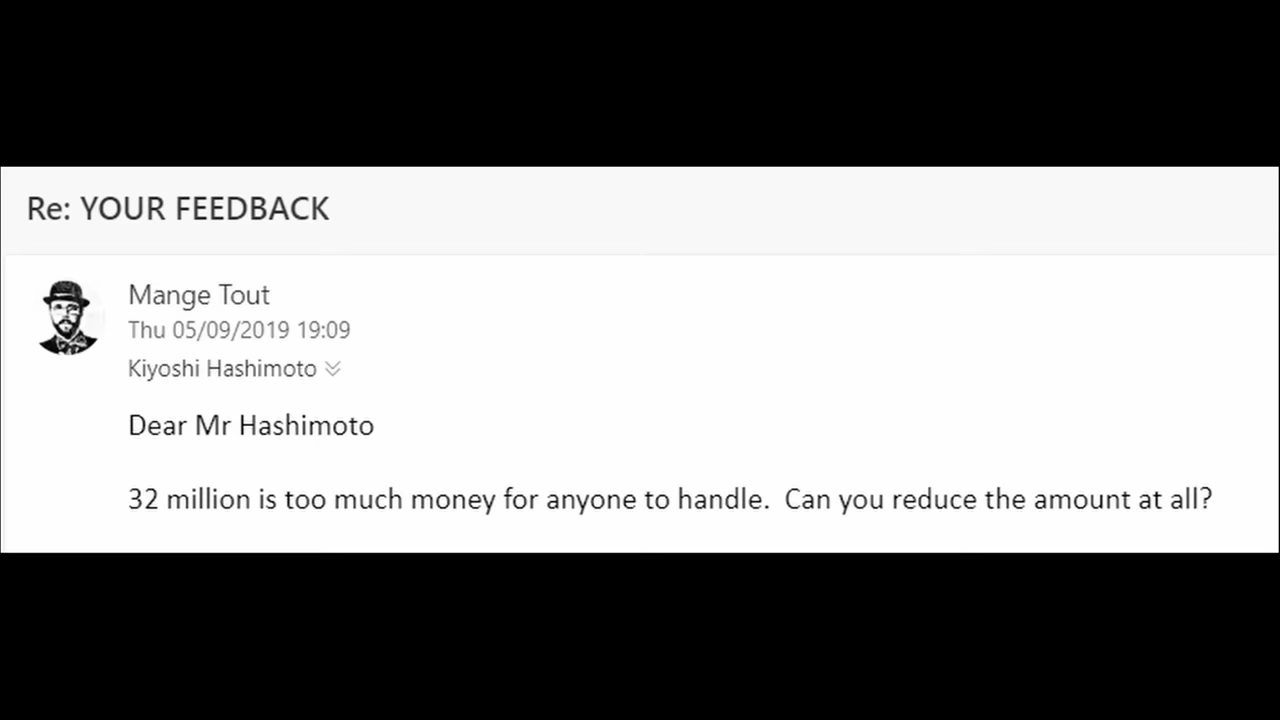 Re: YOUR FEEDBACK
Mange Tout
Thu 05/09/2019 19:09
Kiyoshi Hashimoto
Dear Mr Hashimoto
32 million is too much money for anyone to handle.  Can you reduce the amount at all?